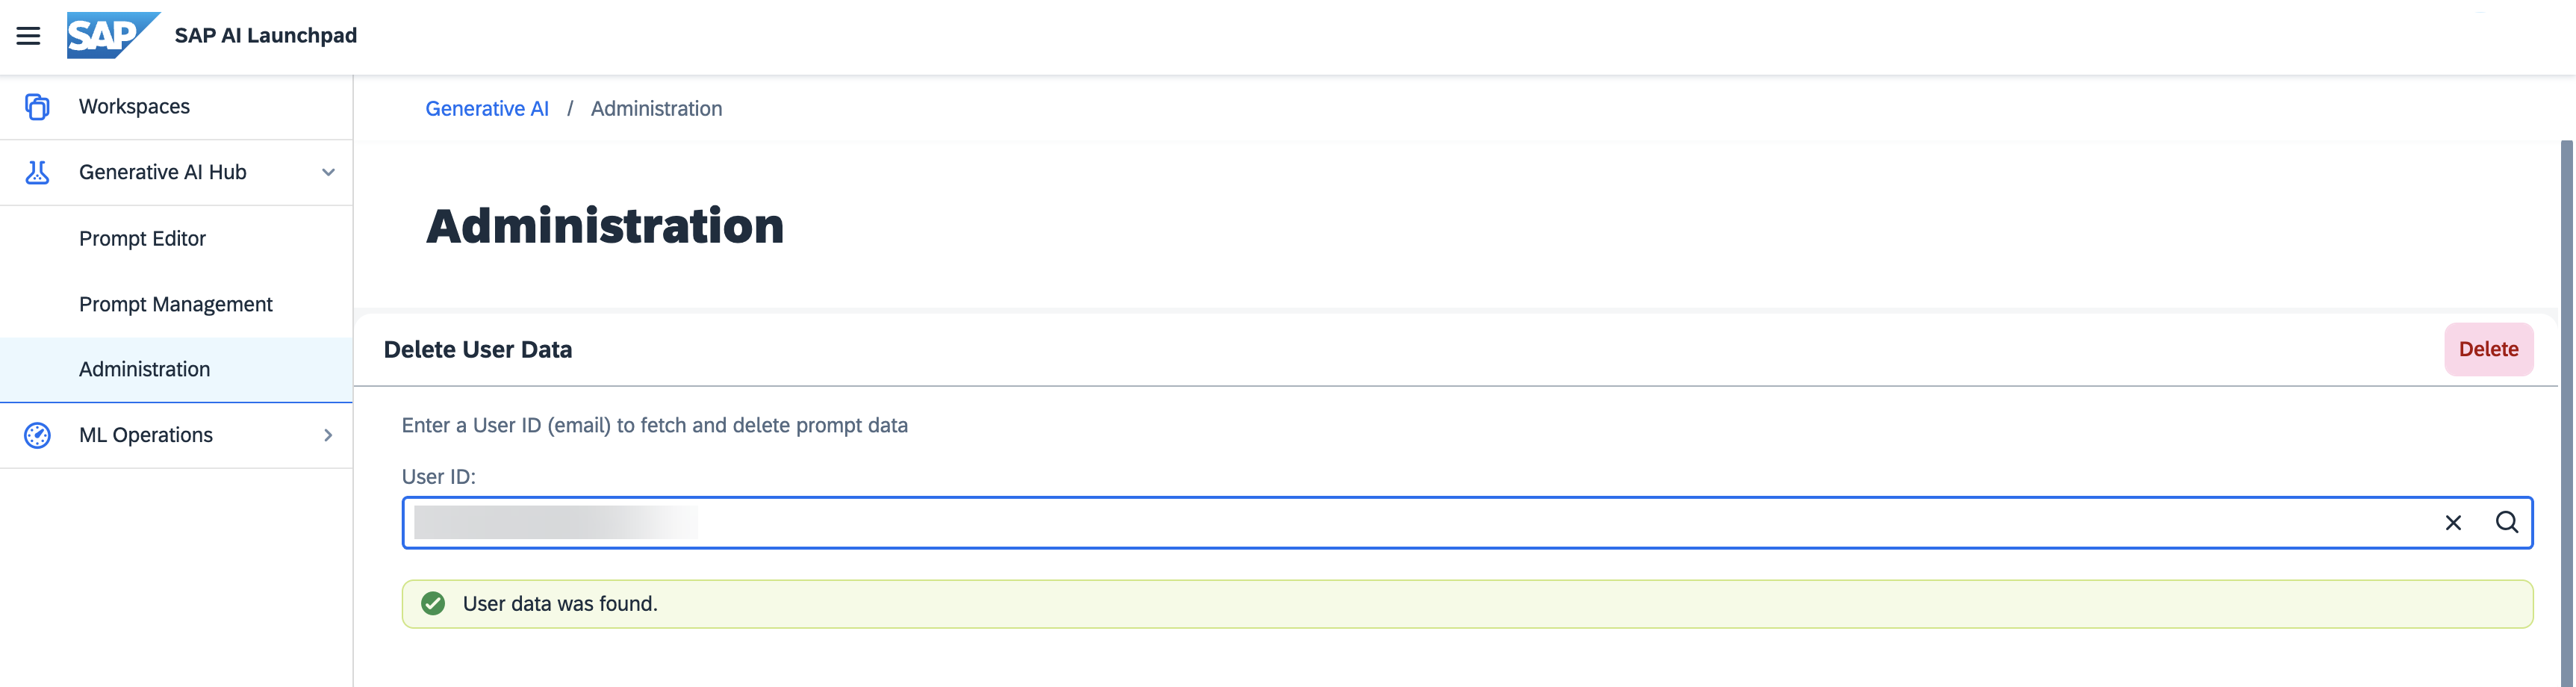 SAP SAP AI Launchpad
Workspaces
Generative AI Hub
Prompt Editor
Prompt Management
Administration
ML Operations
Generative AI / Administration
Administration
Delete User Data
Delete
Enter a User ID (email) to fetch and delete prompt data
User ID:
User data was found.